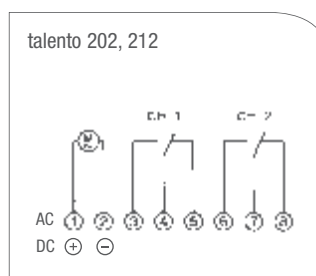 talento 202, 212
Ch 1 Ch 2
M
AC 1 2 3 4 5 6 7 8
DC + −